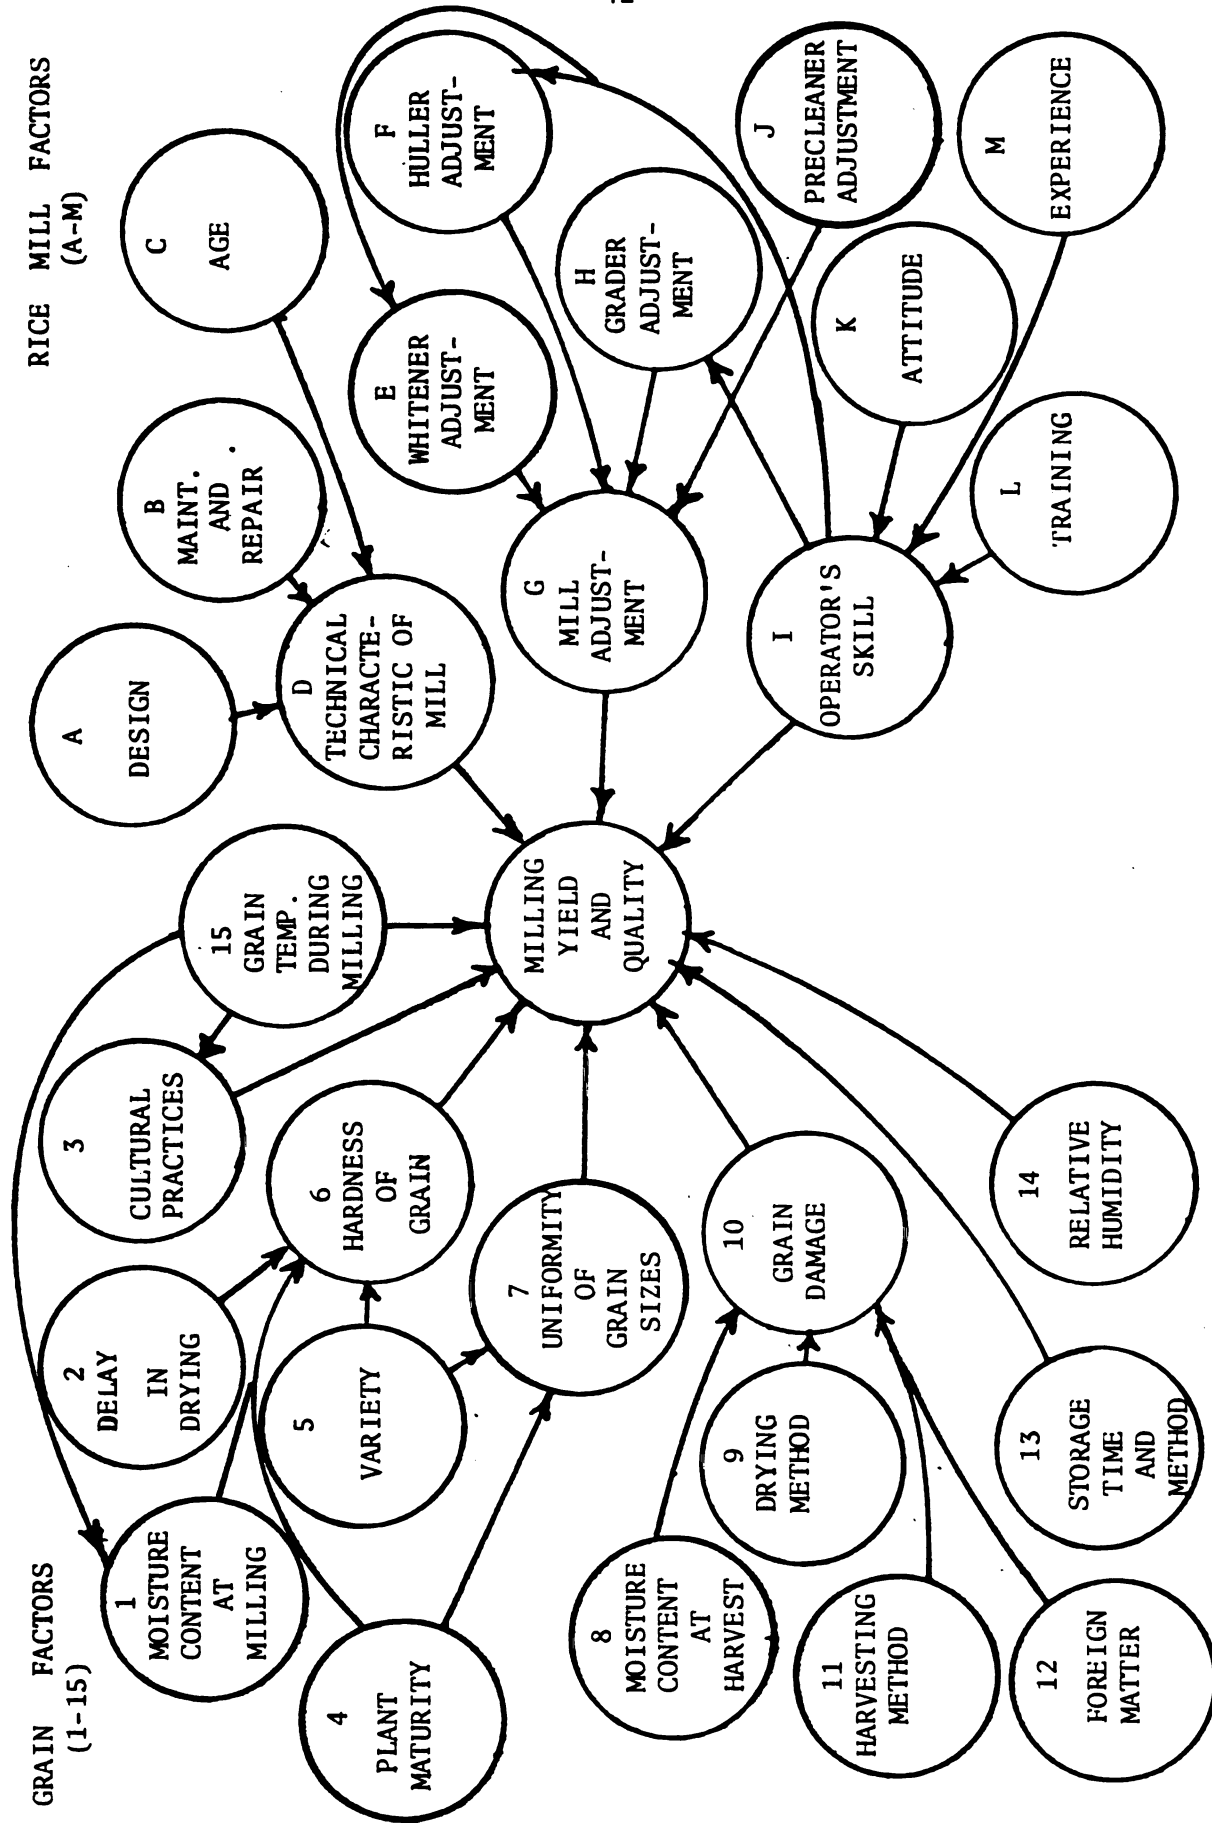 GRAIN FACTORS
(1-15)
RICE MILL FACTORS
(A-M)
1
MOISTURE
CONTENT
AT
MILLING
2
DELAY
IN
DRYING
3
CULTURAL
PRACTICES
15
GRAIN
TEMP.
DURING
MILLING
A
DESIGN
B
MAINT.
AND
REPAIR
C
AGE
4
PLANT
MATURITY
5
VARIETY
6
HARDNESS
OF
GRAIN
D
TECHNICAL
CHARACTE-
RISTIC OF
MILL
E
WHITENER
ADJUST-
MENT
F
HULLER
ADJUST-
MENT
7
UNIFORMITY
OF
GRAIN
SIZES
MILLING
YIELD
AND
QUALITY
G
MILL
ADJUST-
MENT
H
GRADER
ADJUST-
MENT
8
MOISTURE
CONTENT
AT
HARVEST
9
DRYING
METHOD
10
GRAIN
DAMAGE
I
OPERATOR'S
SKILL
K
ATTITUDE
J
PRECLEANER
ADJUSTMENT
11
HARVESTING
METHOD
12
FOREIGN
MATTER
13
STORAGE
TIME
AND
METHOD
14
RELATIVE
HUMIDITY
L
TRAINING
M
EXPERIENCE